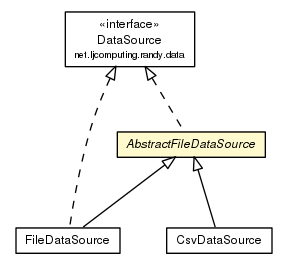 «interface»
DataSource
net.ljcomputing.randy.data
AbstractFileDataSource
FileDataSource
CsvDataSource